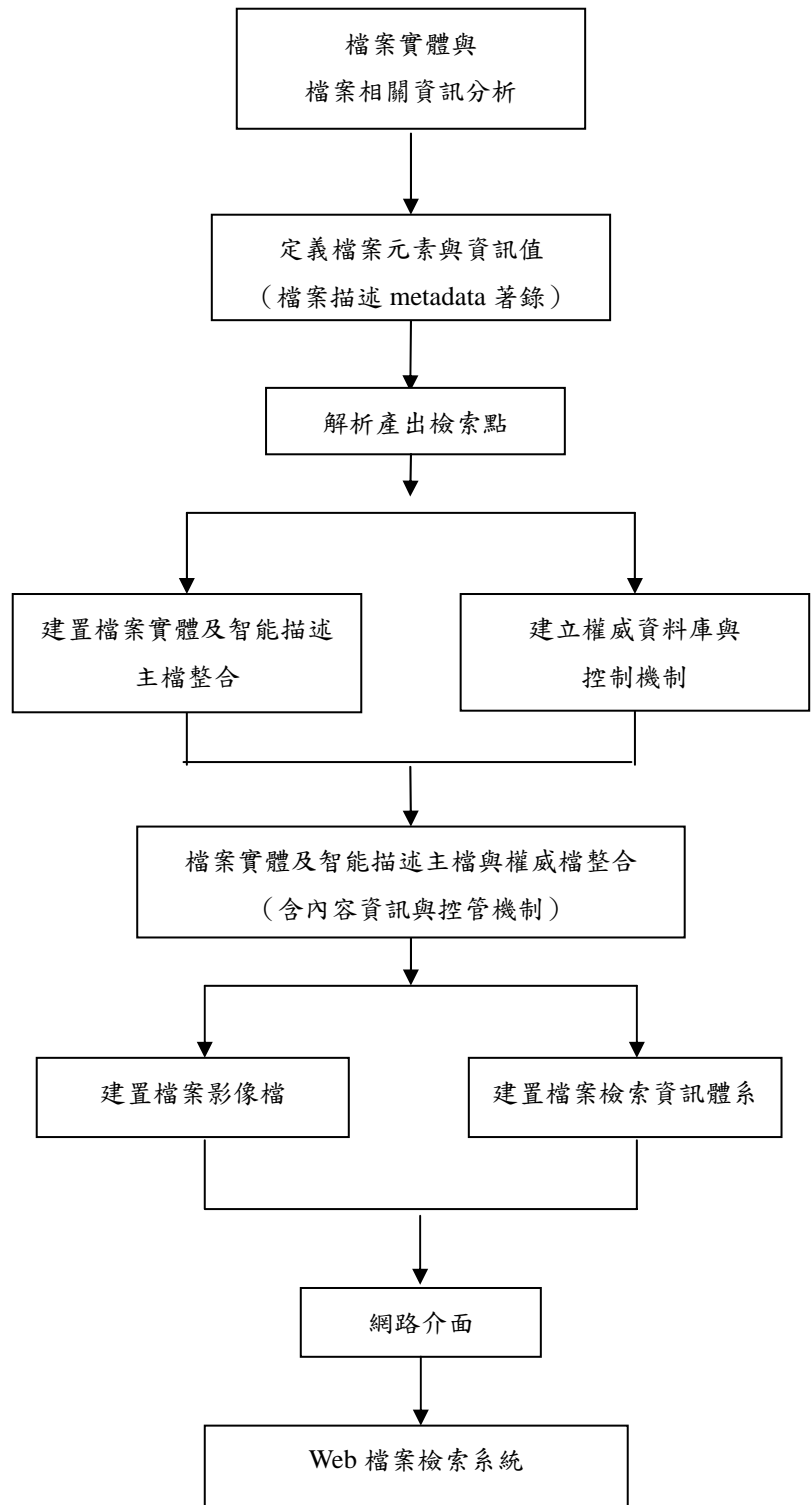 檔案實體與
檔案相關資訊分析
定義檔案元素與資訊值
（檔案描述 metadata 著錄）
解析產出檢索點
建置檔案實體及智能描述
主檔整合
建立權威資料庫與
控制機制
檔案實體及智能描述主檔與權威檔整合
（含內容資訊與控管機制）
建置檔案影像檔
建置檔案檢索資訊體系
網路介面
Web 檔案檢索系統